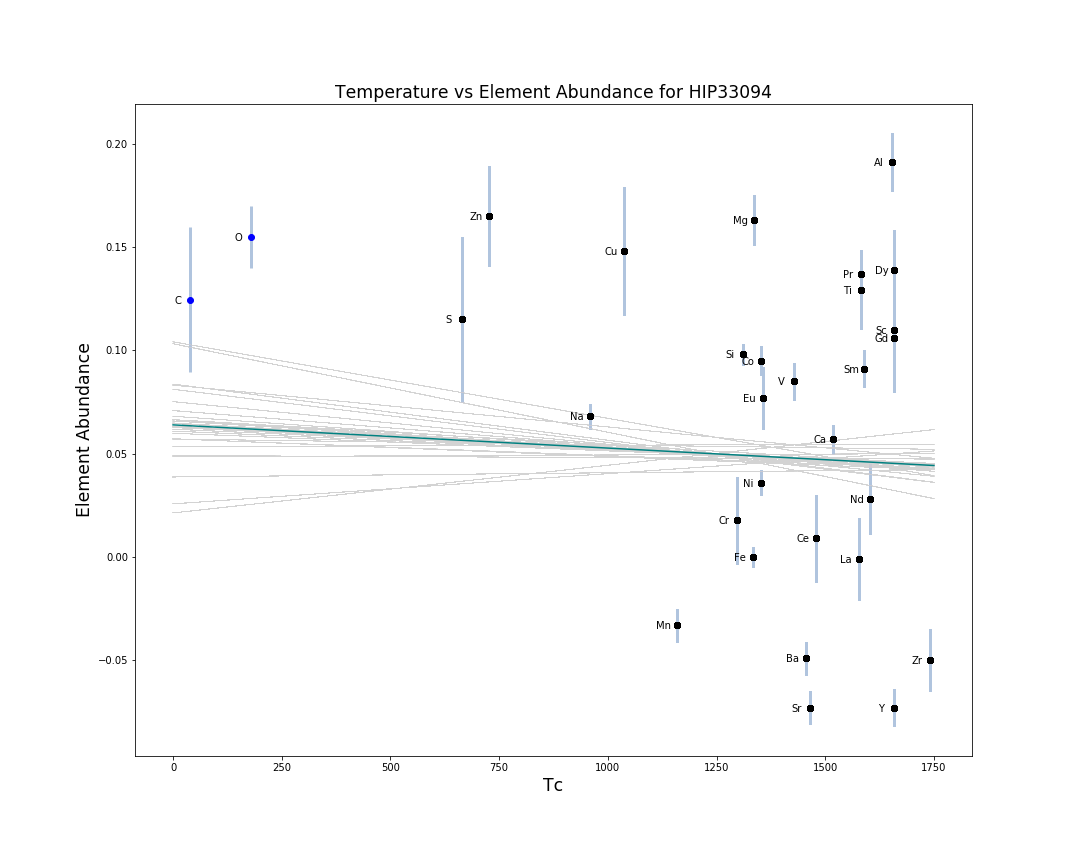 Temperature vs Element Abundance for HIP33094
Element Abundance
0.20
0.15
0.10
0.05
0.00
−0.05
Al
Zn
Mg
O
Cu
Dy
Pr
Ti
C
S
Sc
Gd
Si
Co
Sm
V
Eu
Na
Ca
Ni
Nd
Cr
Ce
Fe
La
Mn
Ba
Zr
Sr
Y
0
250
500
750
1000
1250
1500
1750
Tc